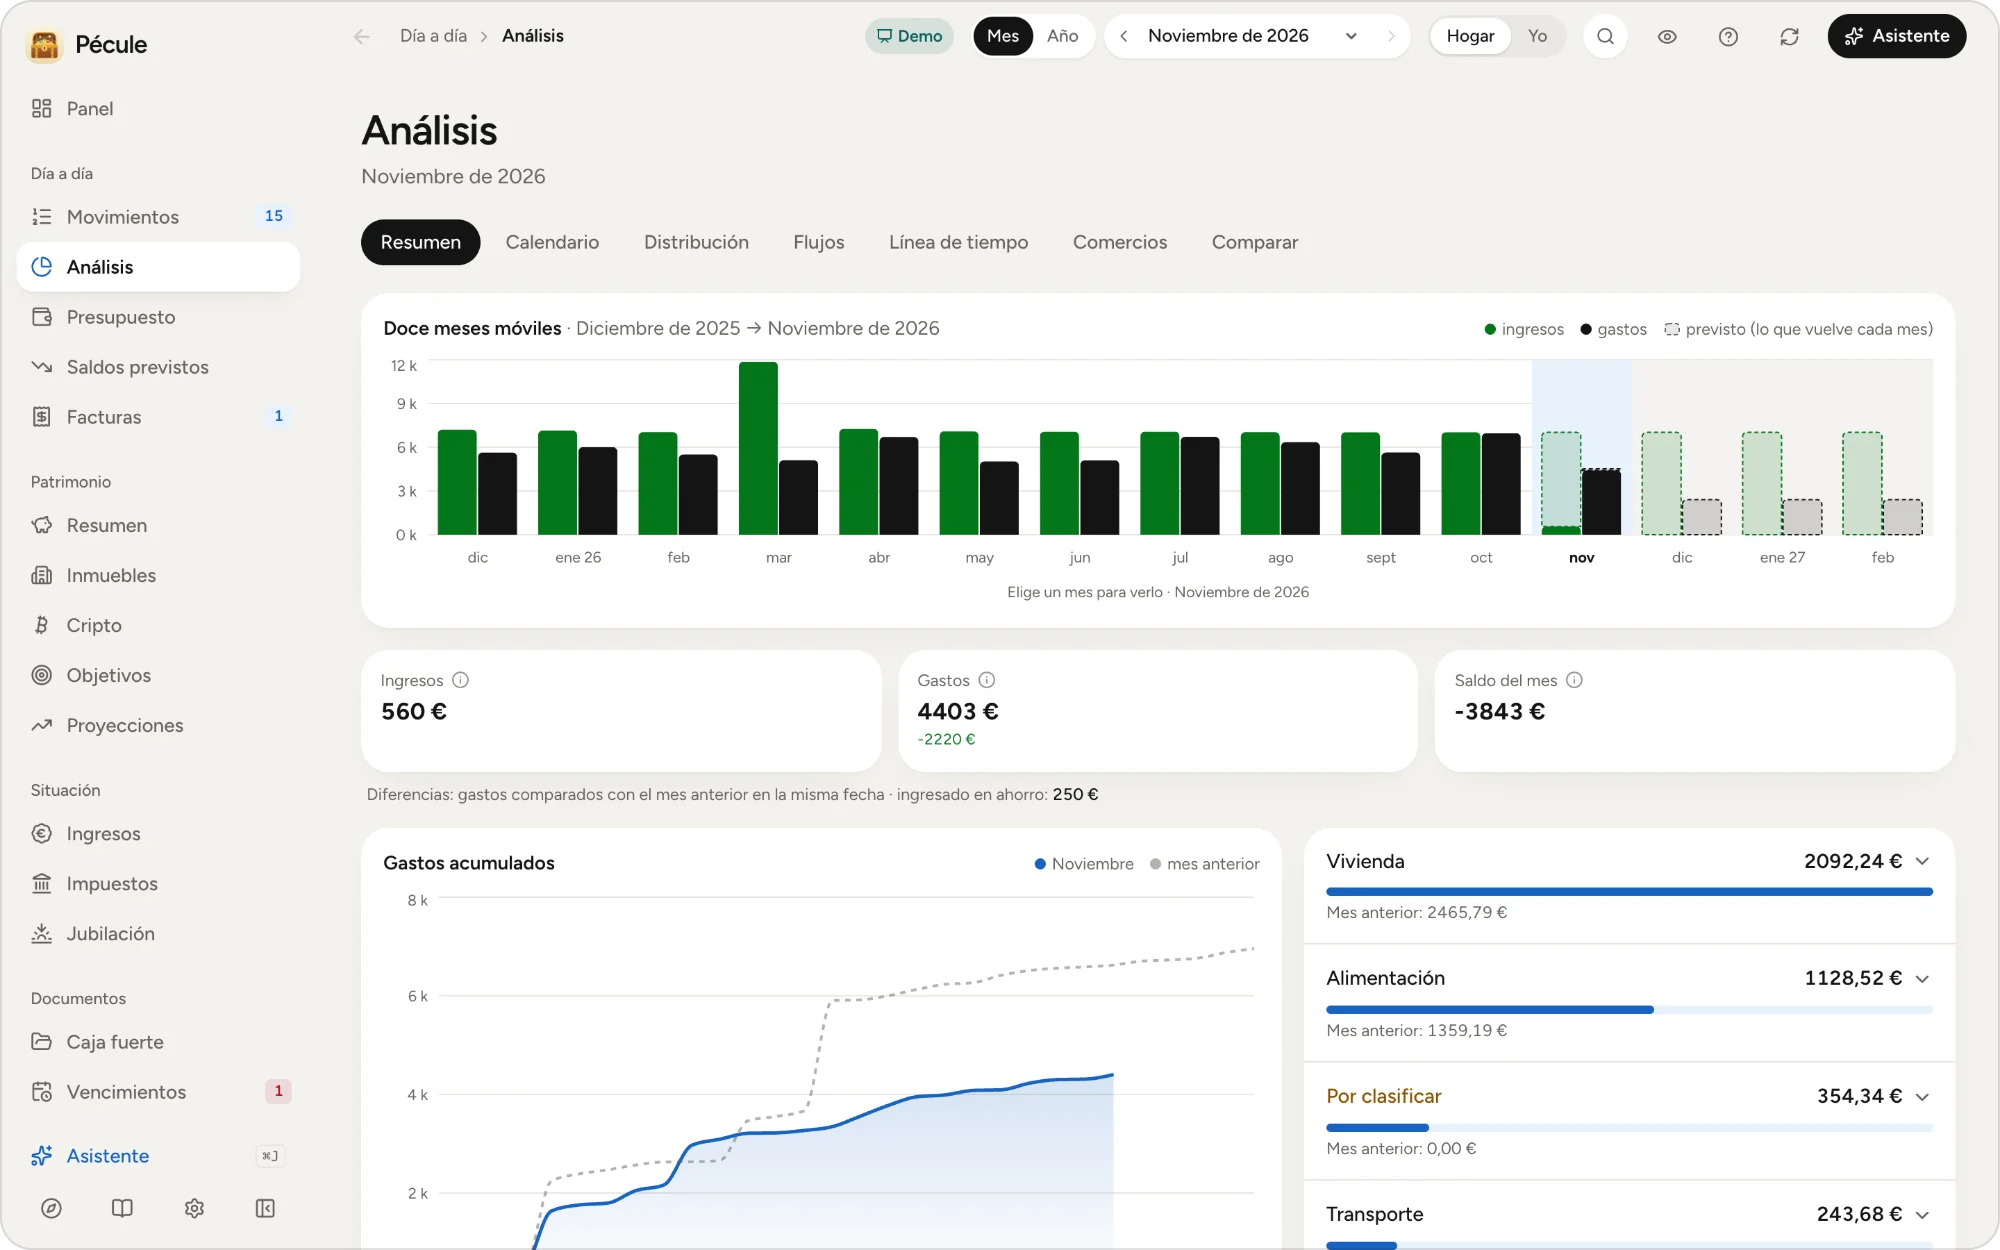 Pécule
Día a día
Análisis
Demo
Mes
Año
Noviembre de 2026
Hogar
Yo
Asistente
Panel
Día a día
Movimientos
15
Análisis
Presupuesto
Saldos previstos
Facturas
1
Patrimonio
Resumen
Inmuebles
Cripto
Objetivos
Proyecciones
Situación
Ingresos
Impuestos
Jubilación
Documentos
Caja fuerte
Vencimientos
1
Asistente
⌘J
Análisis
Noviembre de 2026
Resumen
Calendario
Distribución
Flujos
Línea de tiempo
Comercios
Comparar
Doce meses móviles · Diciembre de 2025 → Noviembre de 2026
ingresos
gastos
previsto (lo que vuelve cada mes)
12 k
9 k
6 k
3 k
0 k
dic
ene 26
feb
mar
abr
may
jun
jul
ago
sept
oct
nov
dic
ene 27
feb
Elige un mes para verlo · Noviembre de 2026
Ingresos
560 €
Gastos
4403 €
-2220 €
Saldo del mes
-3843 €
Diferencias: gastos comparados con el mes anterior en la misma fecha · ingresado en ahorro: 250 €
Gastos acumulados
Noviembre
mes anterior
8 k
6 k
4 k
2 k
Vivienda
2092,24 €
Mes anterior: 2465,79 €
Alimentación
1128,52 €
Mes anterior: 1359,19 €
Por clasificar
354,34 €
Mes anterior: 0,00 €
Transporte
243,68 €